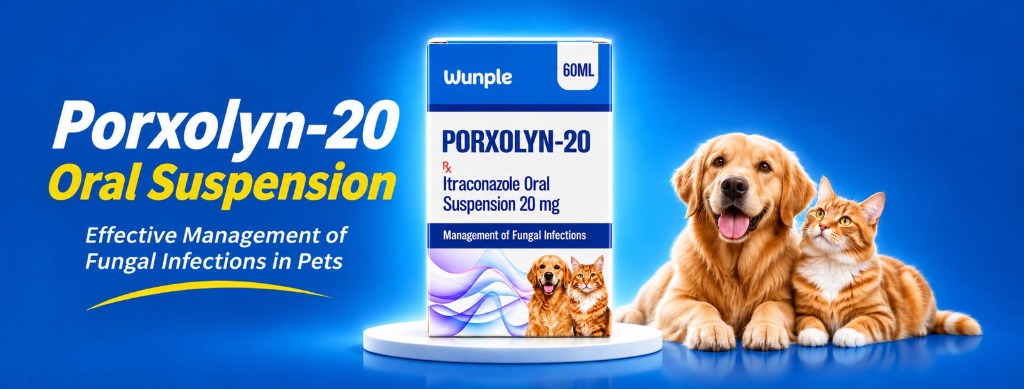 Porxolyn-20
Oral Suspension
Effective Management of
Fungal Infections in Pets
Wunple
60ML
PORXOLYN-20
Rx
Itraconazole Oral
Suspension 20 mg
Management of Fungal Infections